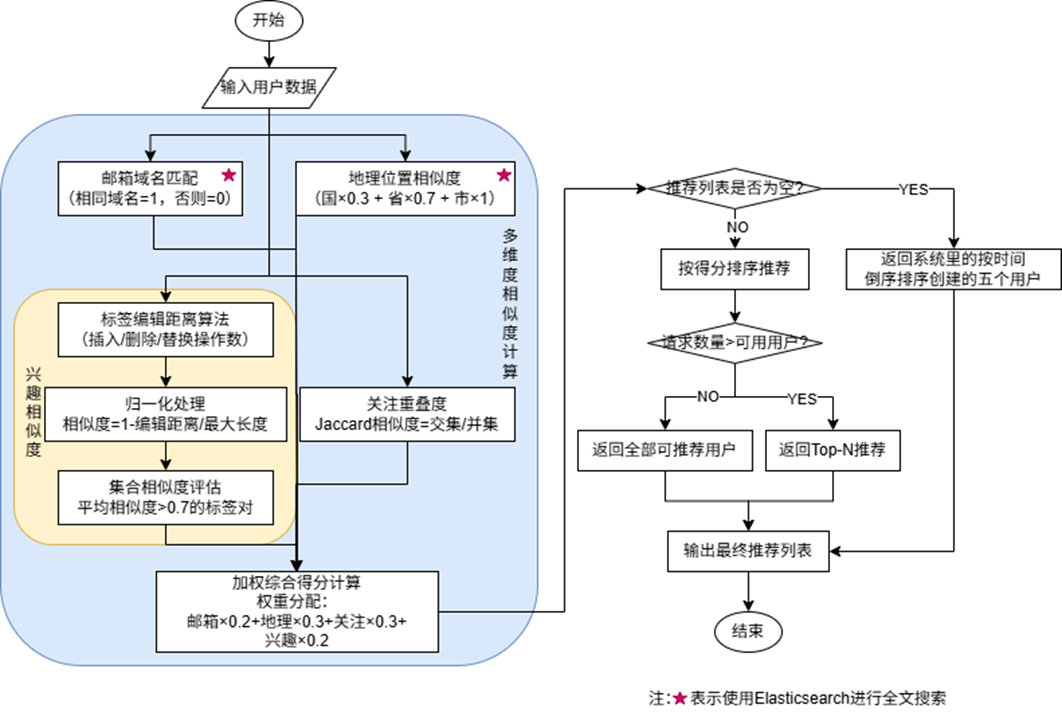 开始
输入用户数据
邮箱域名匹配
（相同域名=1，否则=0）
地理位置相似度
（国×0.3 + 省×0.7 + 市×1）
多维度相似度计算
标签编辑距离算法
（插入/删除/替换操作数）
兴趣相似度
归一化处理
相似度=1-编辑距离/最大长度
关注重叠度
Jaccard相似度=交集/并集
集合相似度评估
平均相似度>0.7的标签对
加权综合得分计算
权重分配：
邮箱×0.2+地理×0.3+关注×0.3+
兴趣×0.2
推荐列表是否为空?
YES
NO
按得分排序推荐
返回系统里的按时间
倒序排序创建的五个用户
请求数量>可用用户?
NO
YES
返回全部可推荐用户
返回Top-N推荐
输出最终推荐列表
结束
注：★表示使用Elasticsearch进行全文搜索